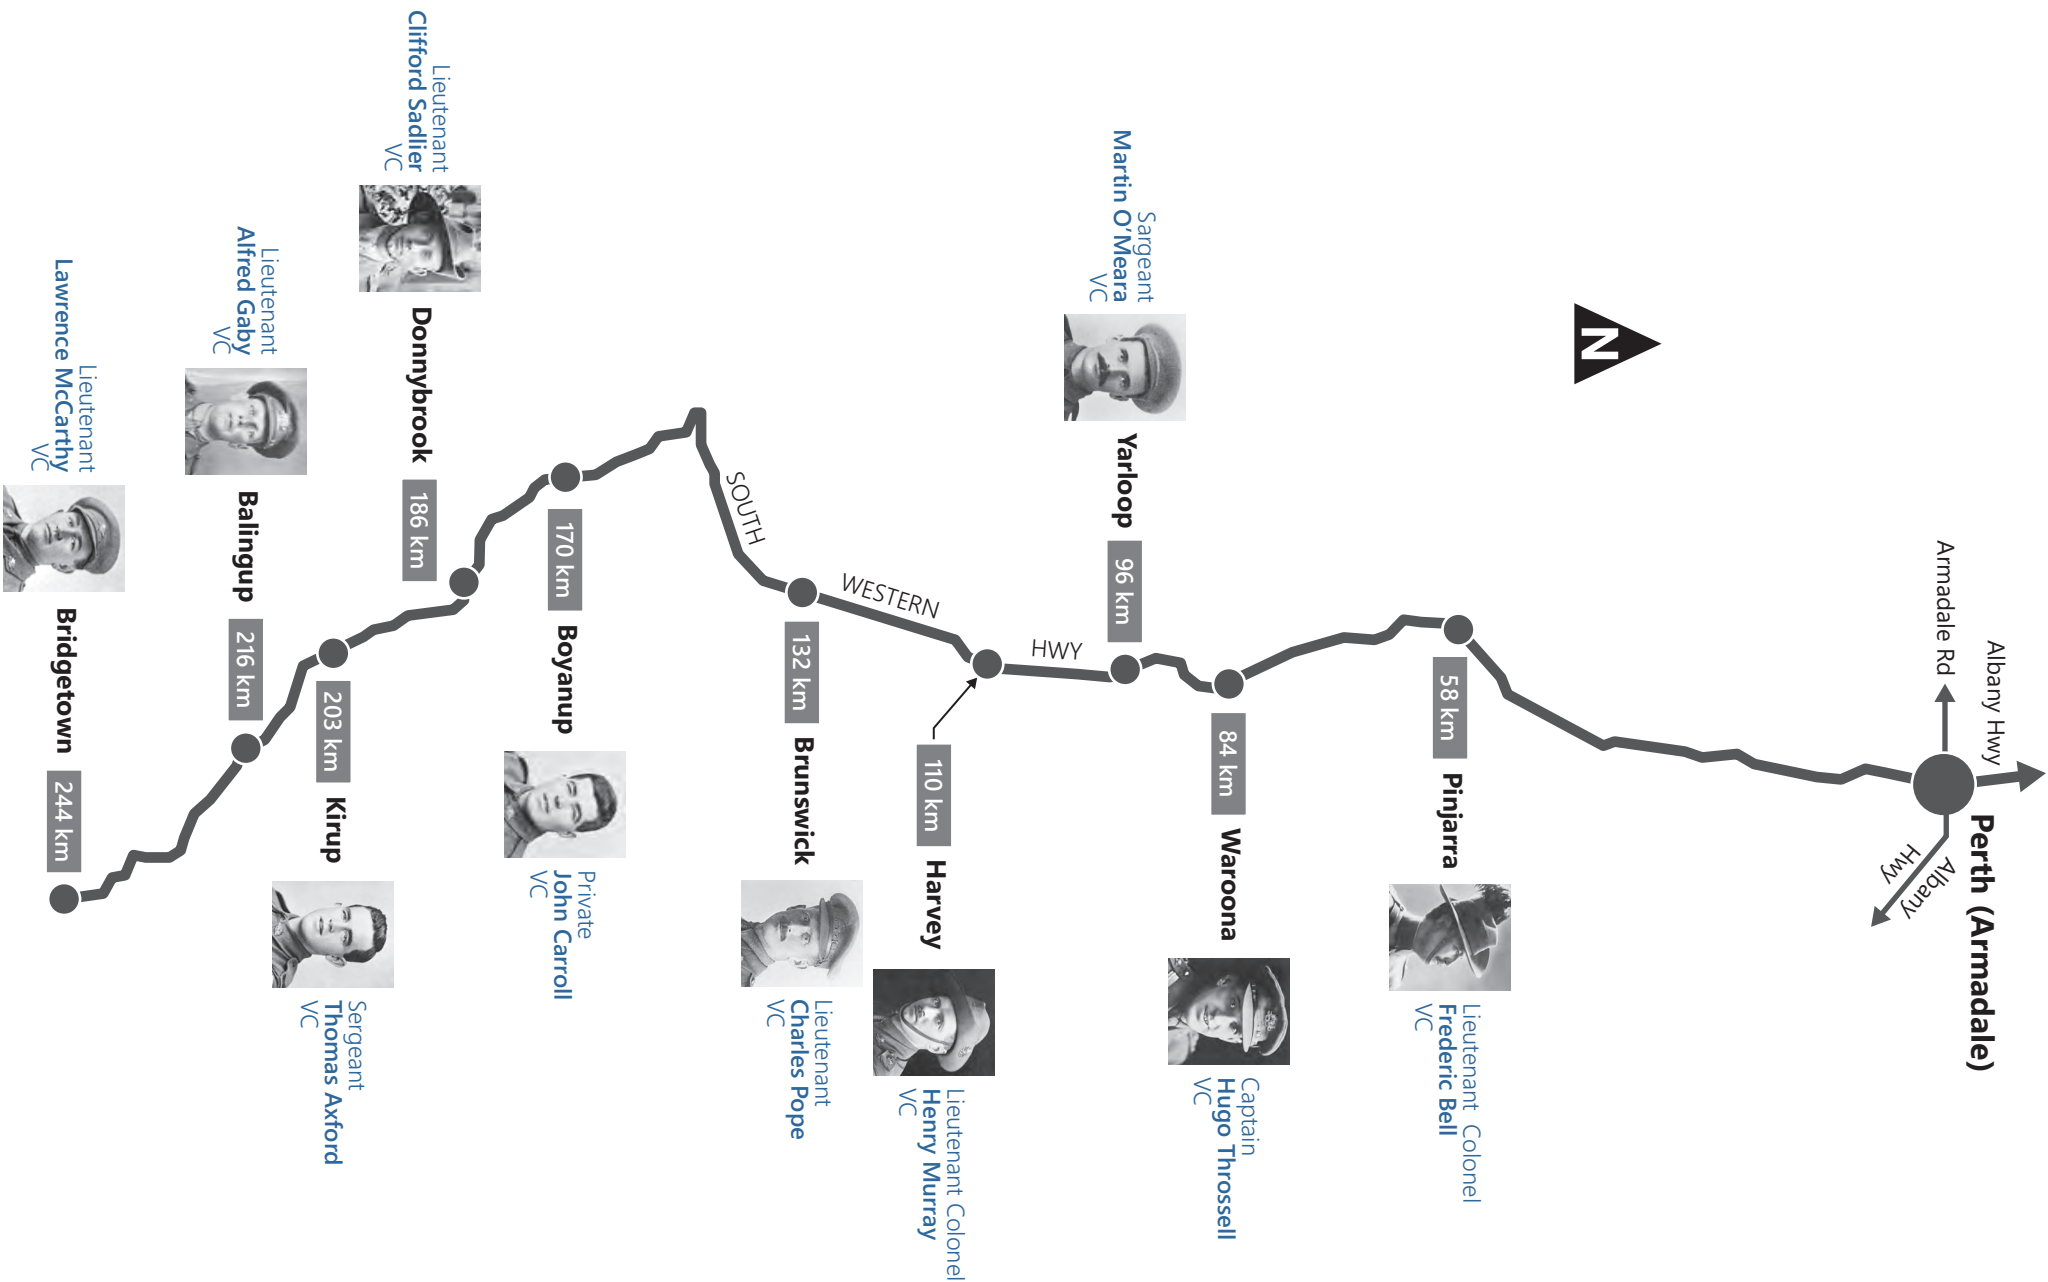 Albany Hwy
Armadale Rd
Perth (Armadale)
Albany
Hwy
N
58 km
Pinjarra
Lieutenant Colonel
Frederic Bell
VC
84 km
Waroona
Captain
Hugo Throssell
VC
Sargeant
Martin O'Meara
VC
Yarloop
96 km
HWY
110 km
Harvey
Lieutenant Colonel
Henry Murray
VC
WESTERN
132 km
Brunswick
Lieutenant
Charles Pope
VC
SOUTH
170 km
Boyanup
Private
John Carroll
VC
Lieutenant
Clifford Sadlier
VC
Donnybrook
186 km
203 km
Kirup
Sergeant
Thomas Axford
VC
Lieutenant
Alfred Gaby
VC
Balingup
216 km
Lieutenant
Lawrence McCarthy
VC
Bridgetown
244 km